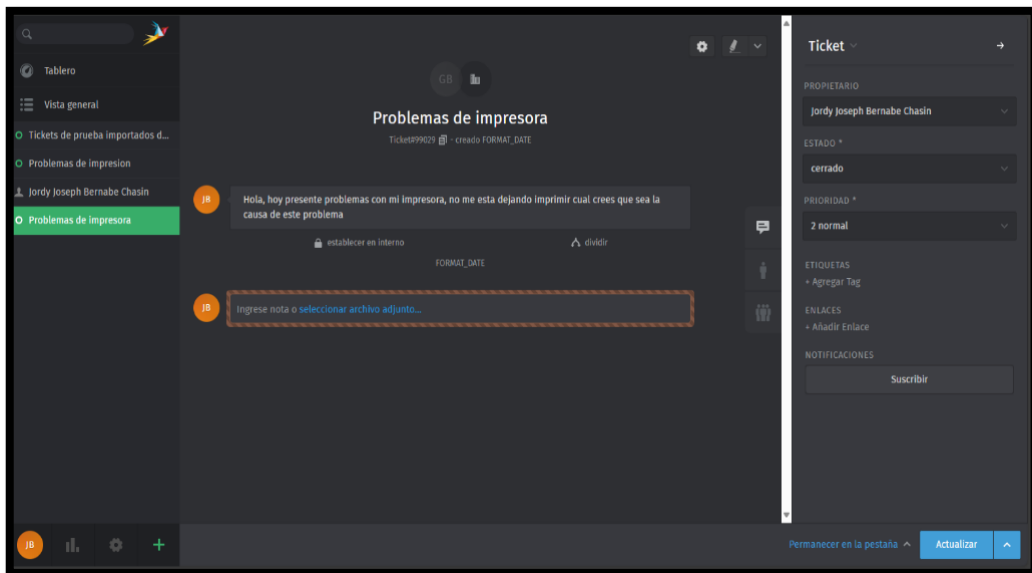 Tablero
Vista general
Tickets de prueba importados d...
Problemas de impresion
Jordy Joseph Bernabe Chasin
Problemas de impresora
JB
GB
Problemas de impresora
Ticket#99029 - creado FORMAT_DATE
JB
Hola, hoy presente problemas con mi impresora, no me esta dejando imprimir cual crees que sea la
causa de este problema
establecer en interno
dividir
FORMAT_DATE
JB
Ingrese nota o seleccionar archivo adjunto...
Ticket
PROPIETARIO
Jordy Joseph Bernabe Chasin
ESTADO *
cerrado
PRIORIDAD *
2 normal
ETIQUETAS
+ Agregar Tag
ENLACES
+ Añadir Enlace
NOTIFICACIONES
Suscribir
Permanecer en la pestaña
Actualizar